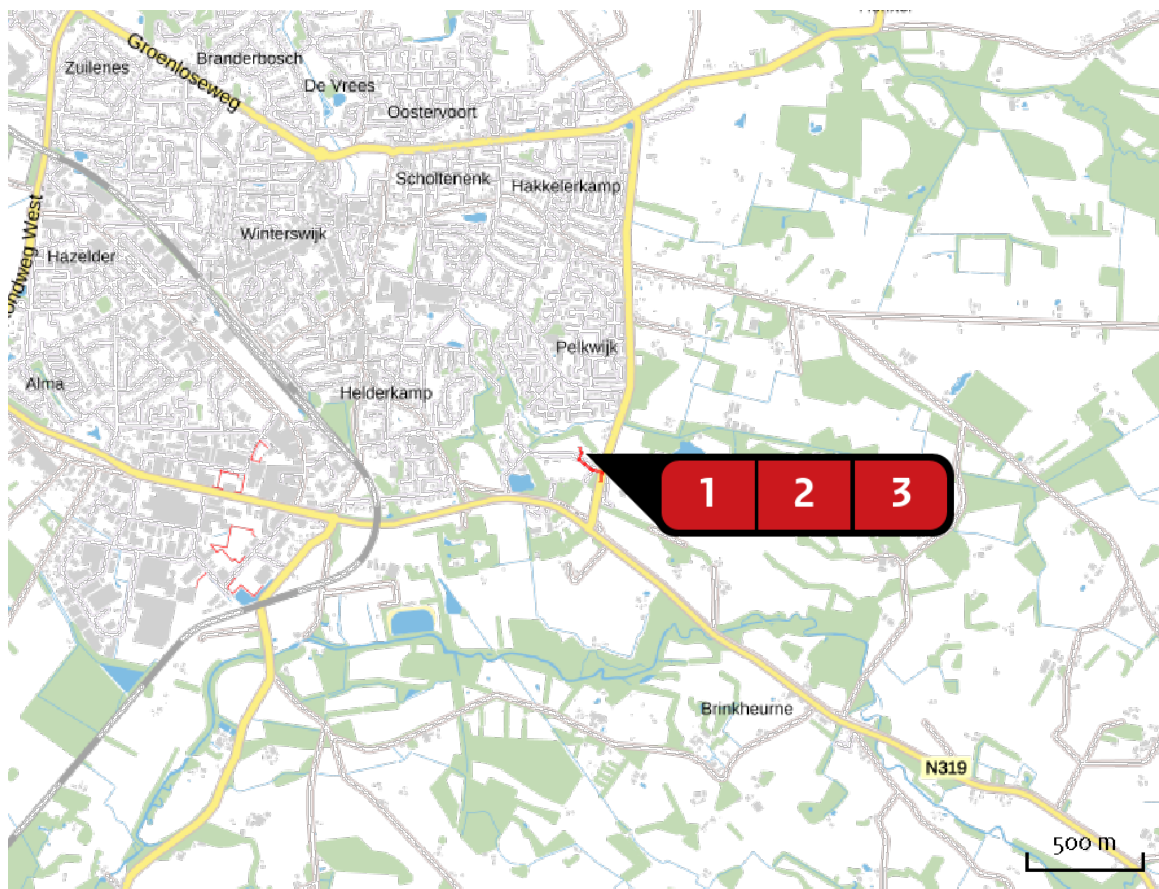 Groenloseweg
Branderbosch
Zuilenes
De Vrees
Oostervoort
Scholtenenk
Hakkelerkamp
Winterswijk
Hazelder
West
Pelkwijk
Alma
Helderkamp
1 2 3
Brinkheurne
N319
500 m